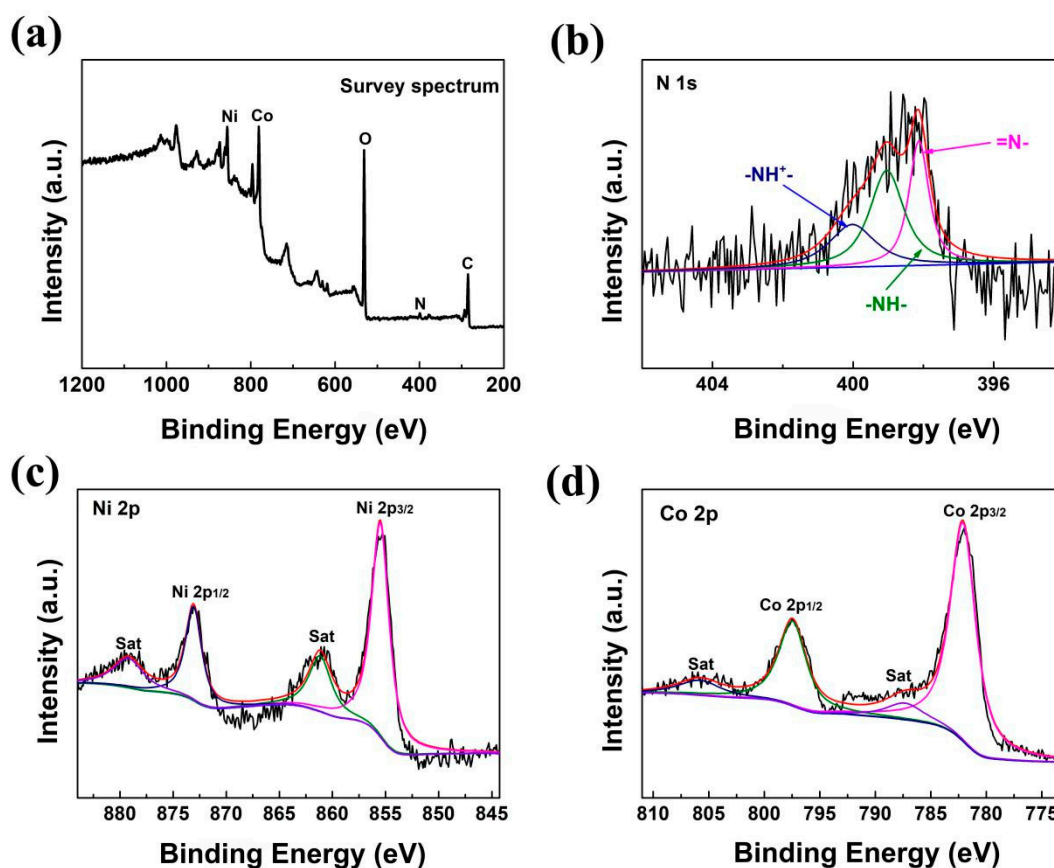 (a)
Survey spectrum
Ni
Co
O
N
C
Intensity (a.u.)
1200
1000
800
600
400
200
Binding Energy (eV)
(b)
N 1s
=N-
-NH⁺-
-NH-
Intensity (a.u.)
404
400
396
Binding Energy (eV)
(c)
Ni 2p
Ni 2p3/2
Ni 2p1/2
Sat
Sat
Intensity (a.u.)
880
875
870
865
860
855
850
845
Binding Energy (eV)
(d)
Co 2p
Co 2p3/2
Co 2p1/2
Sat
Sat
Intensity (a.u.)
810
805
800
795
790
785
780
775
Binding Energy (eV)